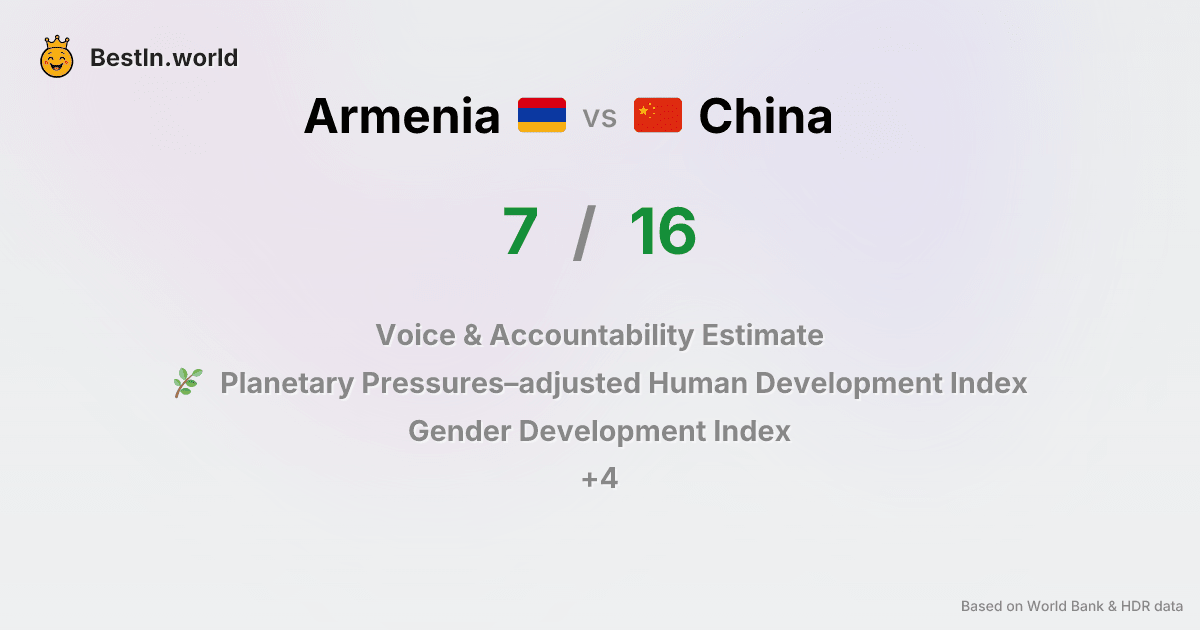 BestIn.world
Armenia vs China
7 / 16
Voice & Accountability Estimate
Planetary Pressures–adjusted Human Development Index
Gender Development Index
+4
Based on World Bank & HDR data